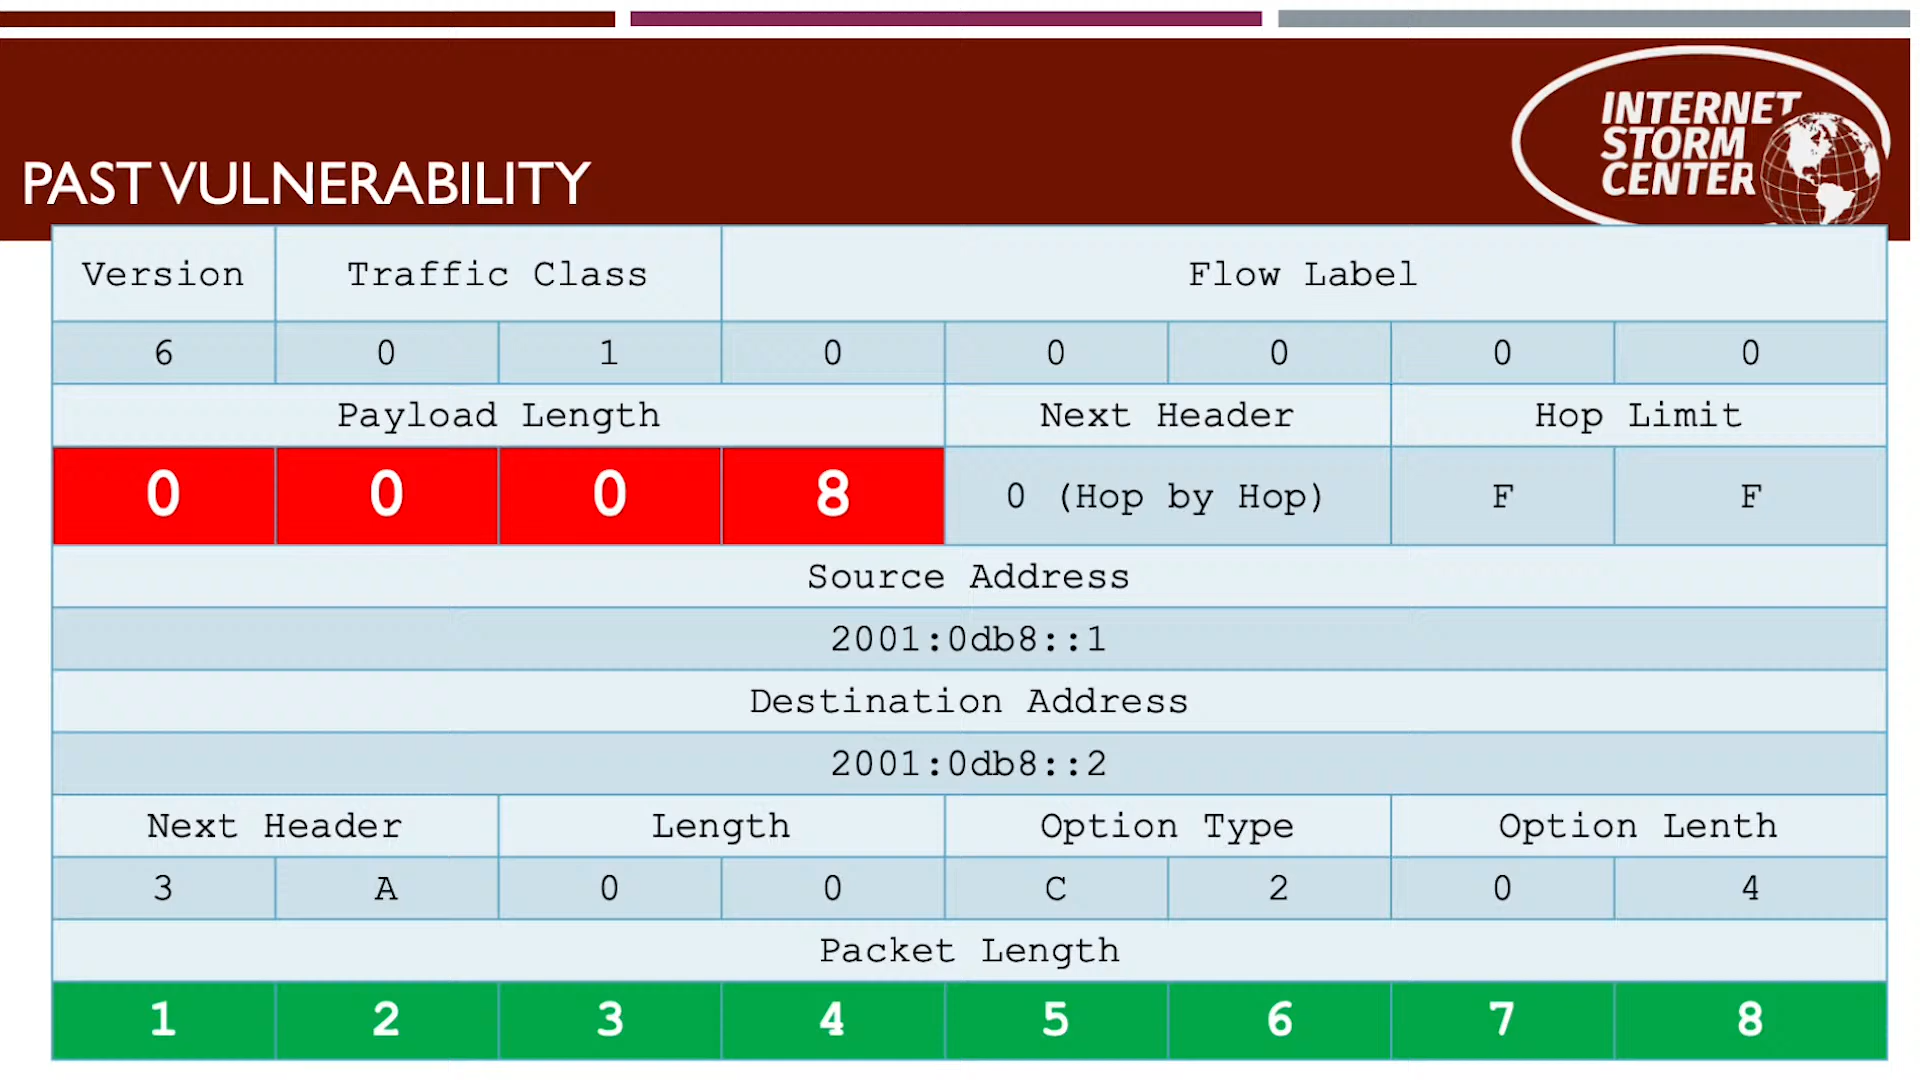 INTERNET
STORM
CENTER
PAST VULNERABILITY
Version Traffic Class Flow Label
6 0 1 0 0 0 0 0
Payload Length Next Header Hop Limit
0 0 0 8 0 (Hop by Hop) F F
Source Address
2001:0db8::1
Destination Address
2001:0db8::2
Next Header Length Option Type Option Lenth
3 A 0 0 C 2 0 4
Packet Length
1 2 3 4 5 6 7 8